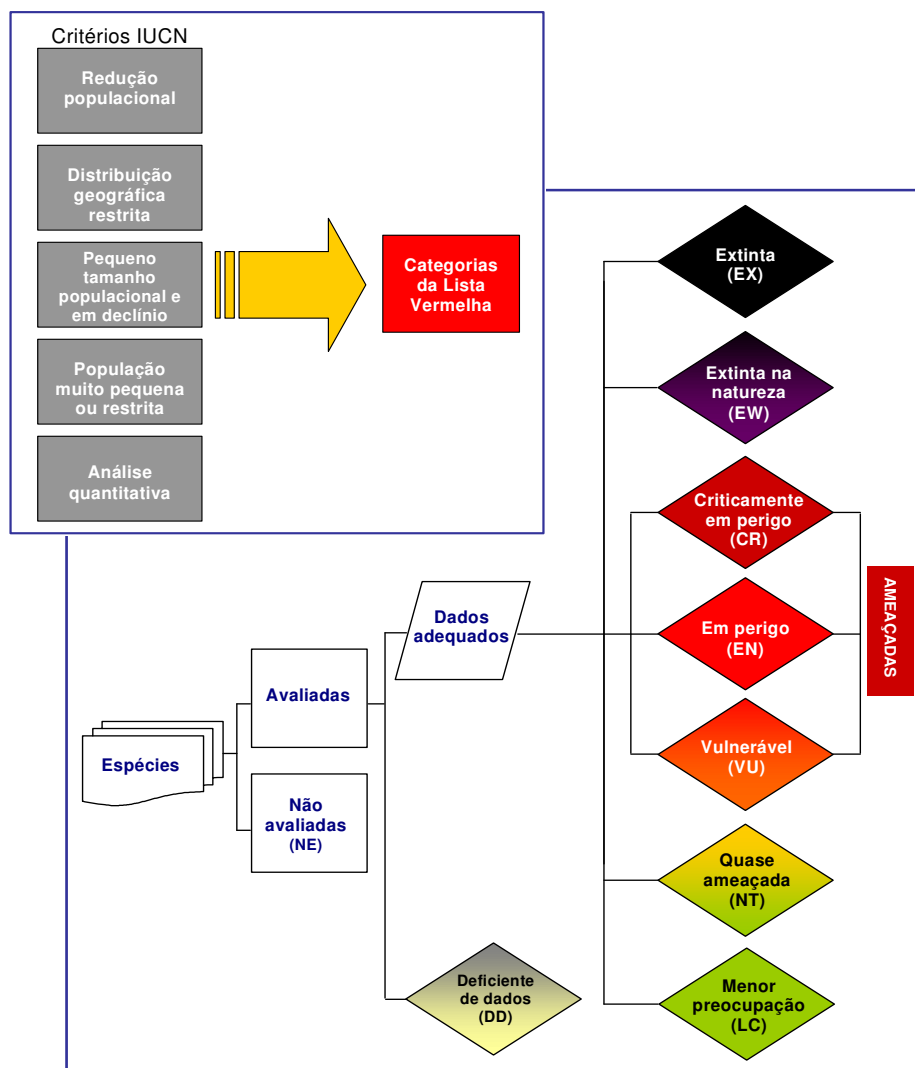 Critérios IUCN
Redução
populacional
Distribuição
geográfica
restrita
Pequeno
tamanho
populacional e
em declínio
População
muito pequena
ou restrita
Análise
quantitativa
Categorias
da Lista
Vermelha
Extinta
(EX)
Extinta na
natureza
(EW)
Criticamente
em perigo
(CR)
Em perigo
(EN)
Vulnerável
(VU)
AMEAÇADAS
Quase
ameaçada
(NT)
Menor
preocupação
(LC)
Dados
adequados
Avaliadas
Espécies
Não
avaliadas
(NE)
Deficiente
de dados
(DD)